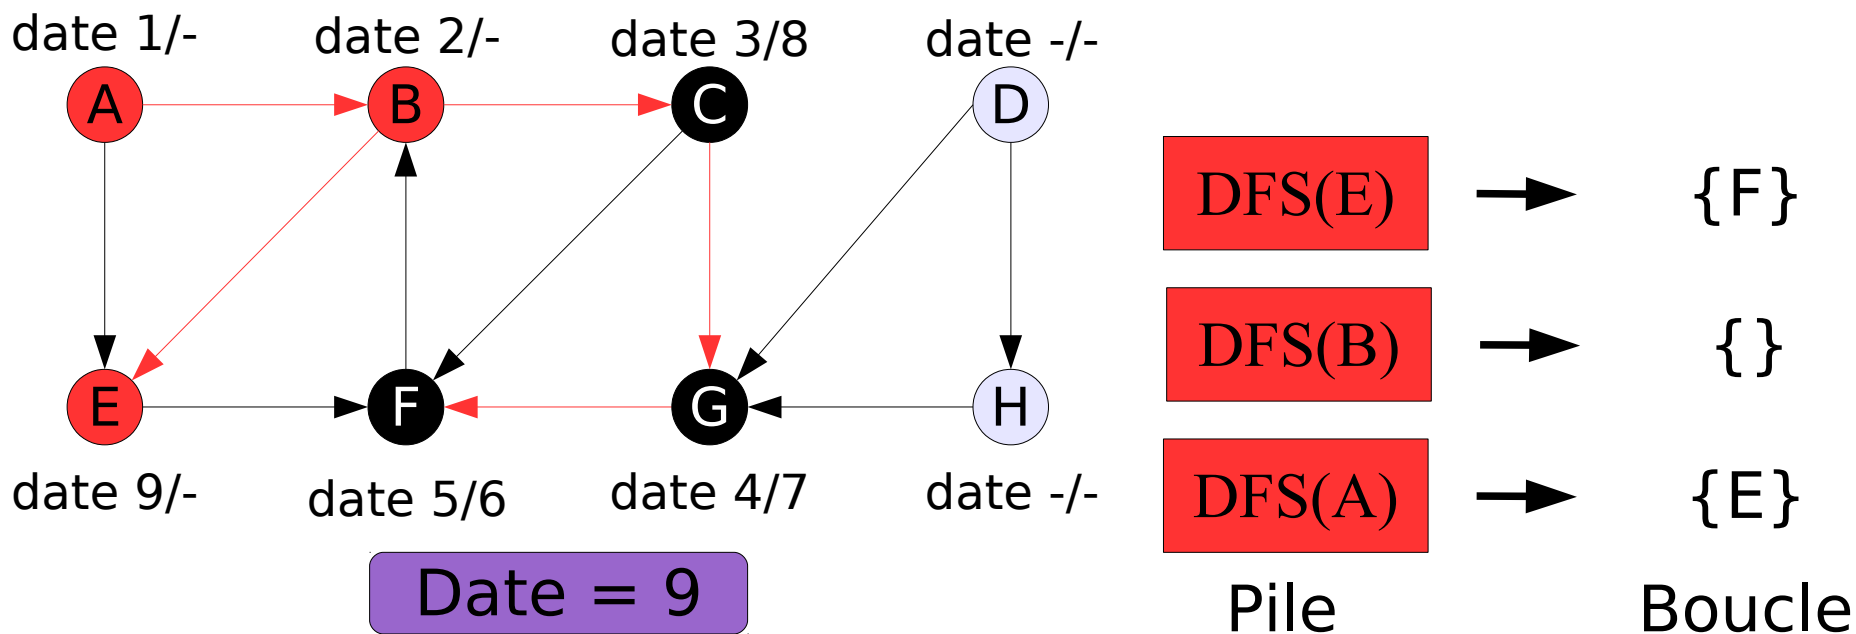 date 1/-
date 2/-
date 3/8
date -/-
A
B
C
D
E
F
G
H
date 9/-
date 5/6
date 4/7
date -/-
Date = 9
DFS(E)
{F}
DFS(B)
{}
DFS(A)
{E}
Pile
Boucle